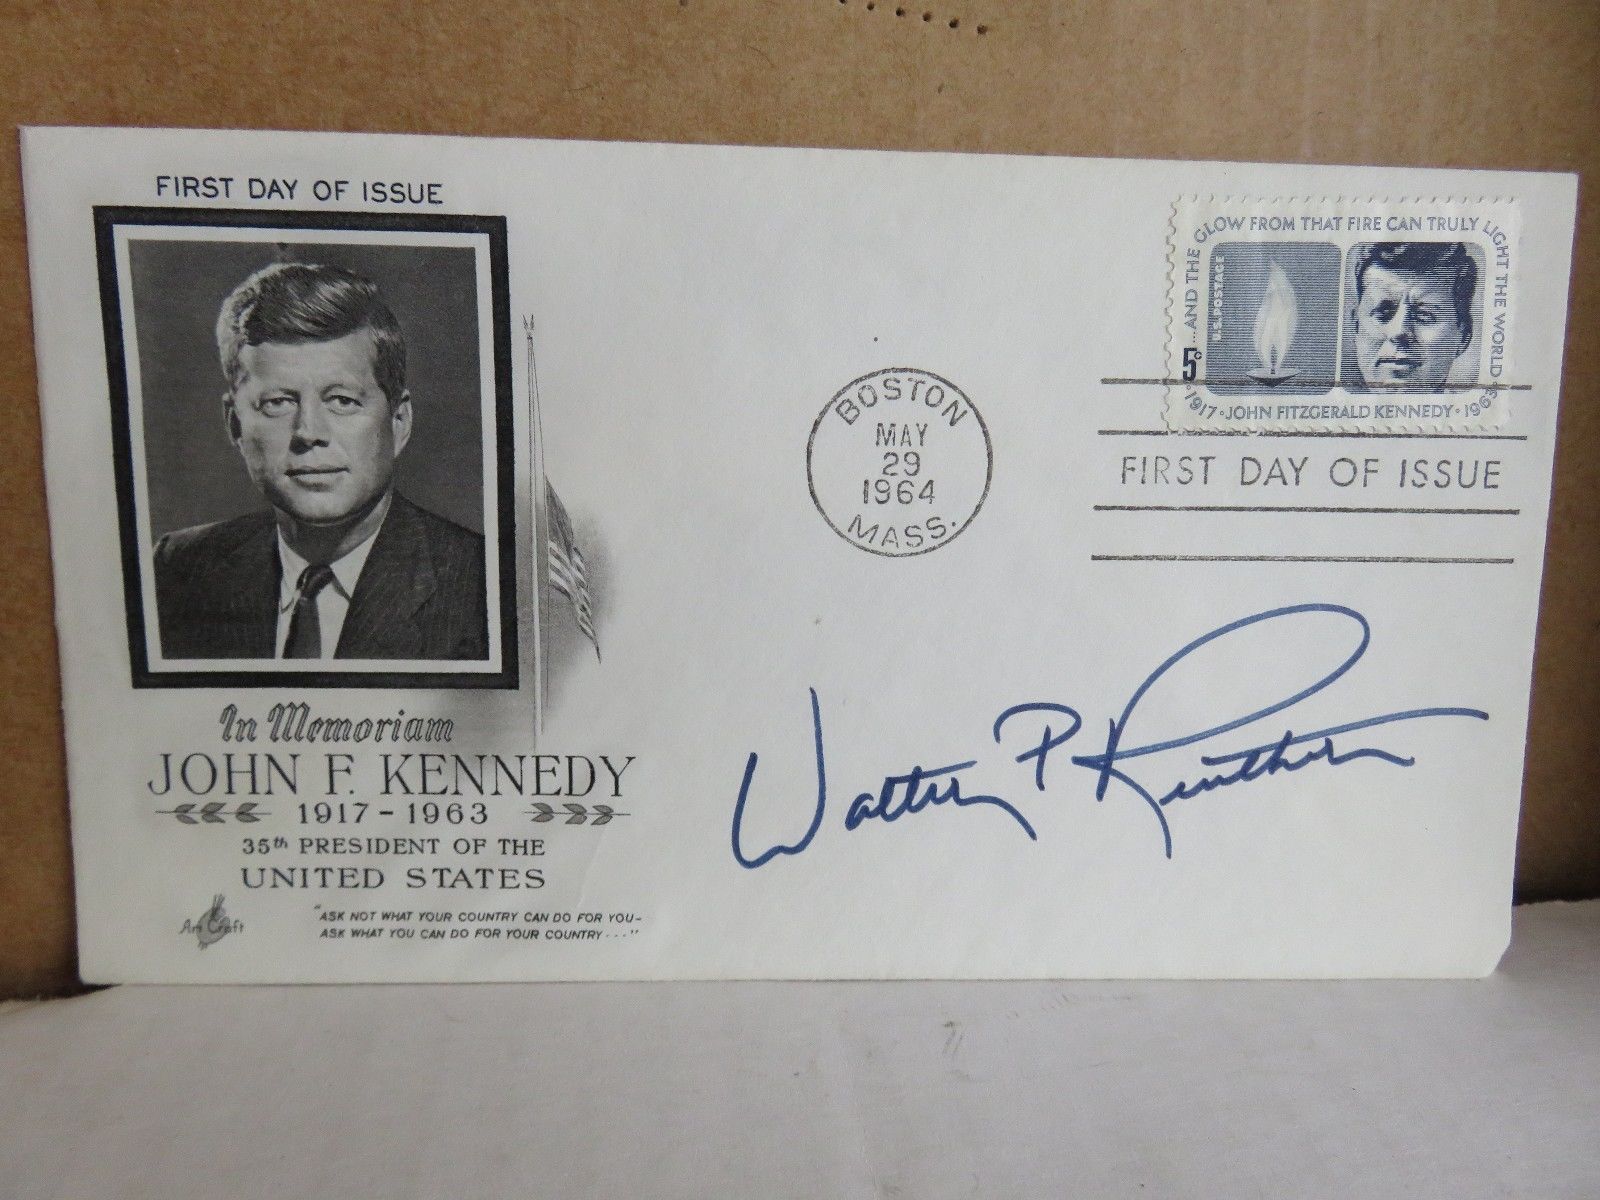 FIRST DAY OF ISSUE
In Memoriam
JOHN F. KENNEDY
1917 - 1963
35th PRESIDENT OF THE
UNITED STATES
Art Craft
"ASK NOT WHAT YOUR COUNTRY CAN DO FOR YOU-
ASK WHAT YOU CAN DO FOR YOUR COUNTRY---"
BOSTON
MAY
29
1964
MASS.
...AND THE GLOW FROM THAT FIRE CAN TRULY LIGHT THE WORLD
U.S. POSTAGE
5c
1917 · JOHN FITZGERALD KENNEDY · 1963
FIRST DAY OF ISSUE
Walter P Reuther